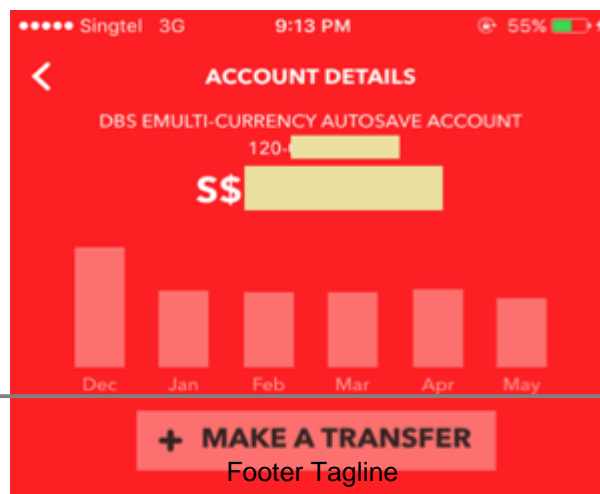 Singtel 3G 9:13 PM 55%
ACCOUNT DETAILS
DBS EMULTI-CURRENCY AUTOSAVE ACCOUNT
120-
S$
Dec Jan Feb Mar Apr May
+ MAKE A TRANSFER
Footer Tagline